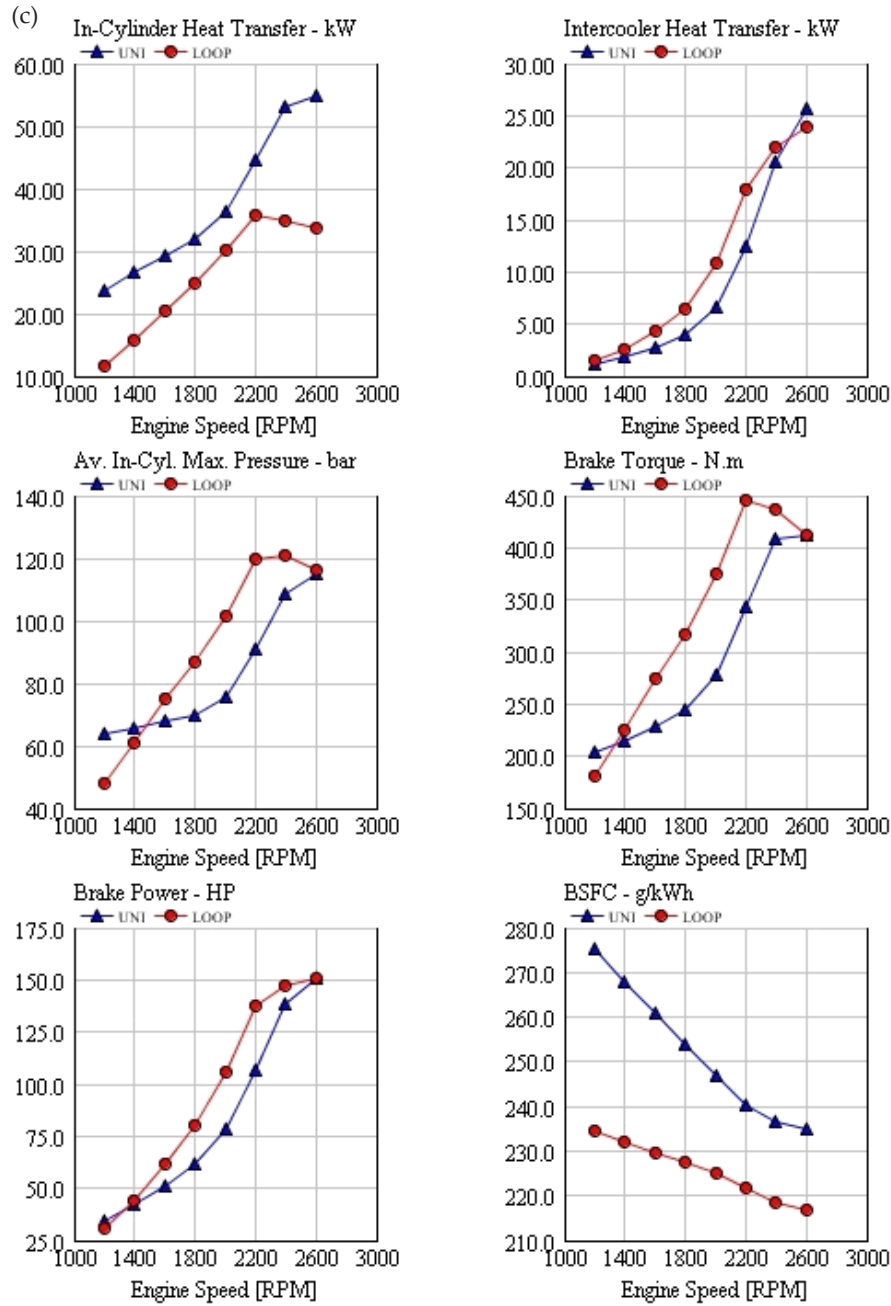 (c)
In-Cylinder Heat Transfer - kW
UNI LOOP
60.00
50.00
40.00
30.00
20.00
10.00
1000 1400 1800 2200 2600 3000
Engine Speed [RPM]
Intercooler Heat Transfer - kW
UNI LOOP
30.00
25.00
20.00
15.00
10.00
5.00
0.00
1000 1400 1800 2200 2600 3000
Engine Speed [RPM]
Av. In-Cyl. Max. Pressure - bar
UNI LOOP
140.0
120.0
100.0
80.0
60.0
40.0
1000 1400 1800 2200 2600 3000
Engine Speed [RPM]
Brake Torque - N.m
UNI LOOP
450.0
400.0
350.0
300.0
250.0
200.0
150.0
1000 1400 1800 2200 2600 3000
Engine Speed [RPM]
Brake Power - HP
UNI LOOP
175.0
150.0
125.0
100.0
75.0
50.0
25.0
1000 1400 1800 2200 2600 3000
Engine Speed [RPM]
BSFC - g/kWh
UNI LOOP
280.0
270.0
260.0
250.0
240.0
230.0
220.0
210.0
1000 1400 1800 2200 2600 3000
Engine Speed [RPM]